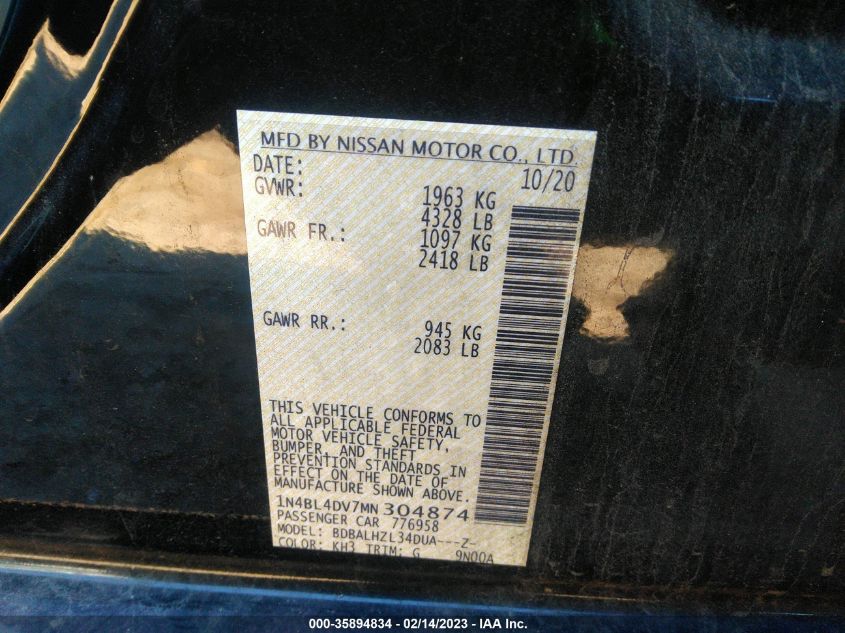 MFD BY NISSAN MOTOR CO., LTD.
DATE: 10/20
GVWR: 1963 KG
4328 LB
GAWR FR.: 1097 KG
2418 LB
GAWR RR.: 945 KG
2083 LB
THIS VEHICLE CONFORMS TO
ALL APPLICABLE FEDERAL
MOTOR VEHICLE SAFETY,
BUMPER, AND THEFT
PREVENTION STANDARDS IN
EFFECT ON THE DATE OF
MANUFACTURE SHOWN ABOVE.
1N4BL4DV7MN 304874
PASSENGER CAR 776958
MODEL: BDBALHZL34DUA---Z-
COLOR: KH3 TRIM: G 9N00A
000-35894834 - 02/14/2023 - IAA Inc.